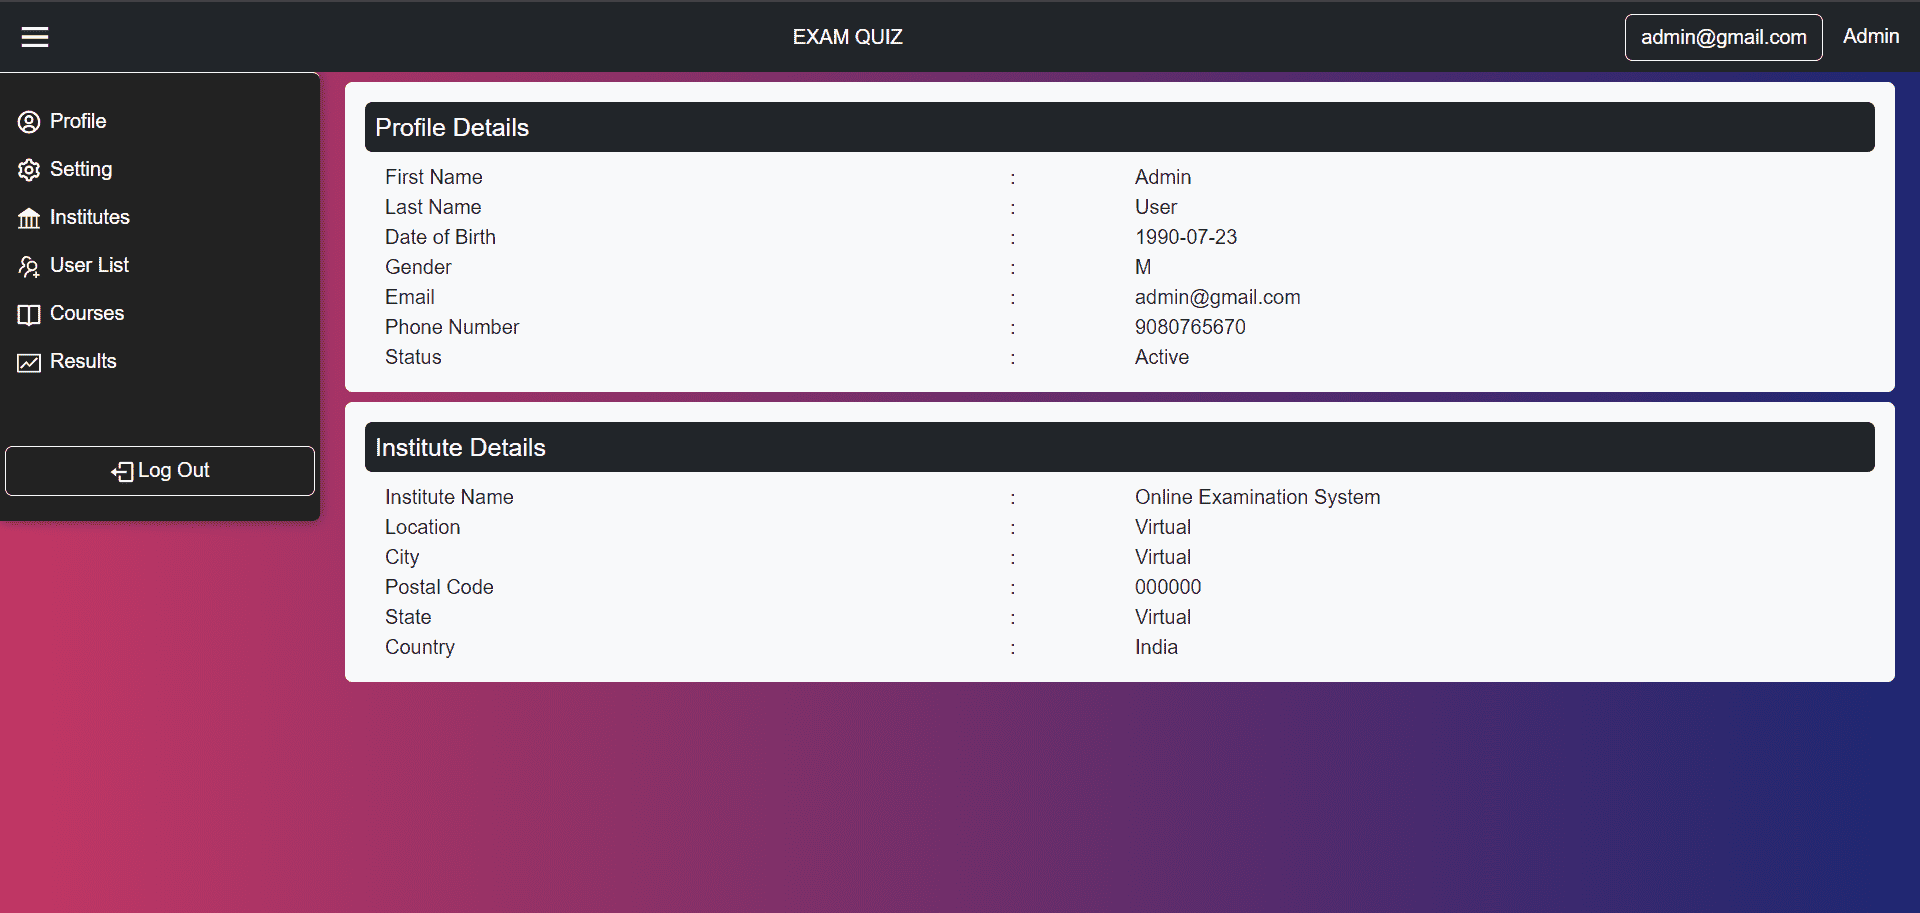 EXAM QUIZ
admin@gmail.com Admin
Profile
Setting
Institutes
User List
Courses
Results
Log Out
Profile Details
First Name : Admin
Last Name : User
Date of Birth : 1990-07-23
Gender : M
Email : admin@gmail.com
Phone Number : 9080765670
Status : Active
Institute Details
Institute Name : Online Examination System
Location : Virtual
City : Virtual
Postal Code : 000000
State : Virtual
Country : India